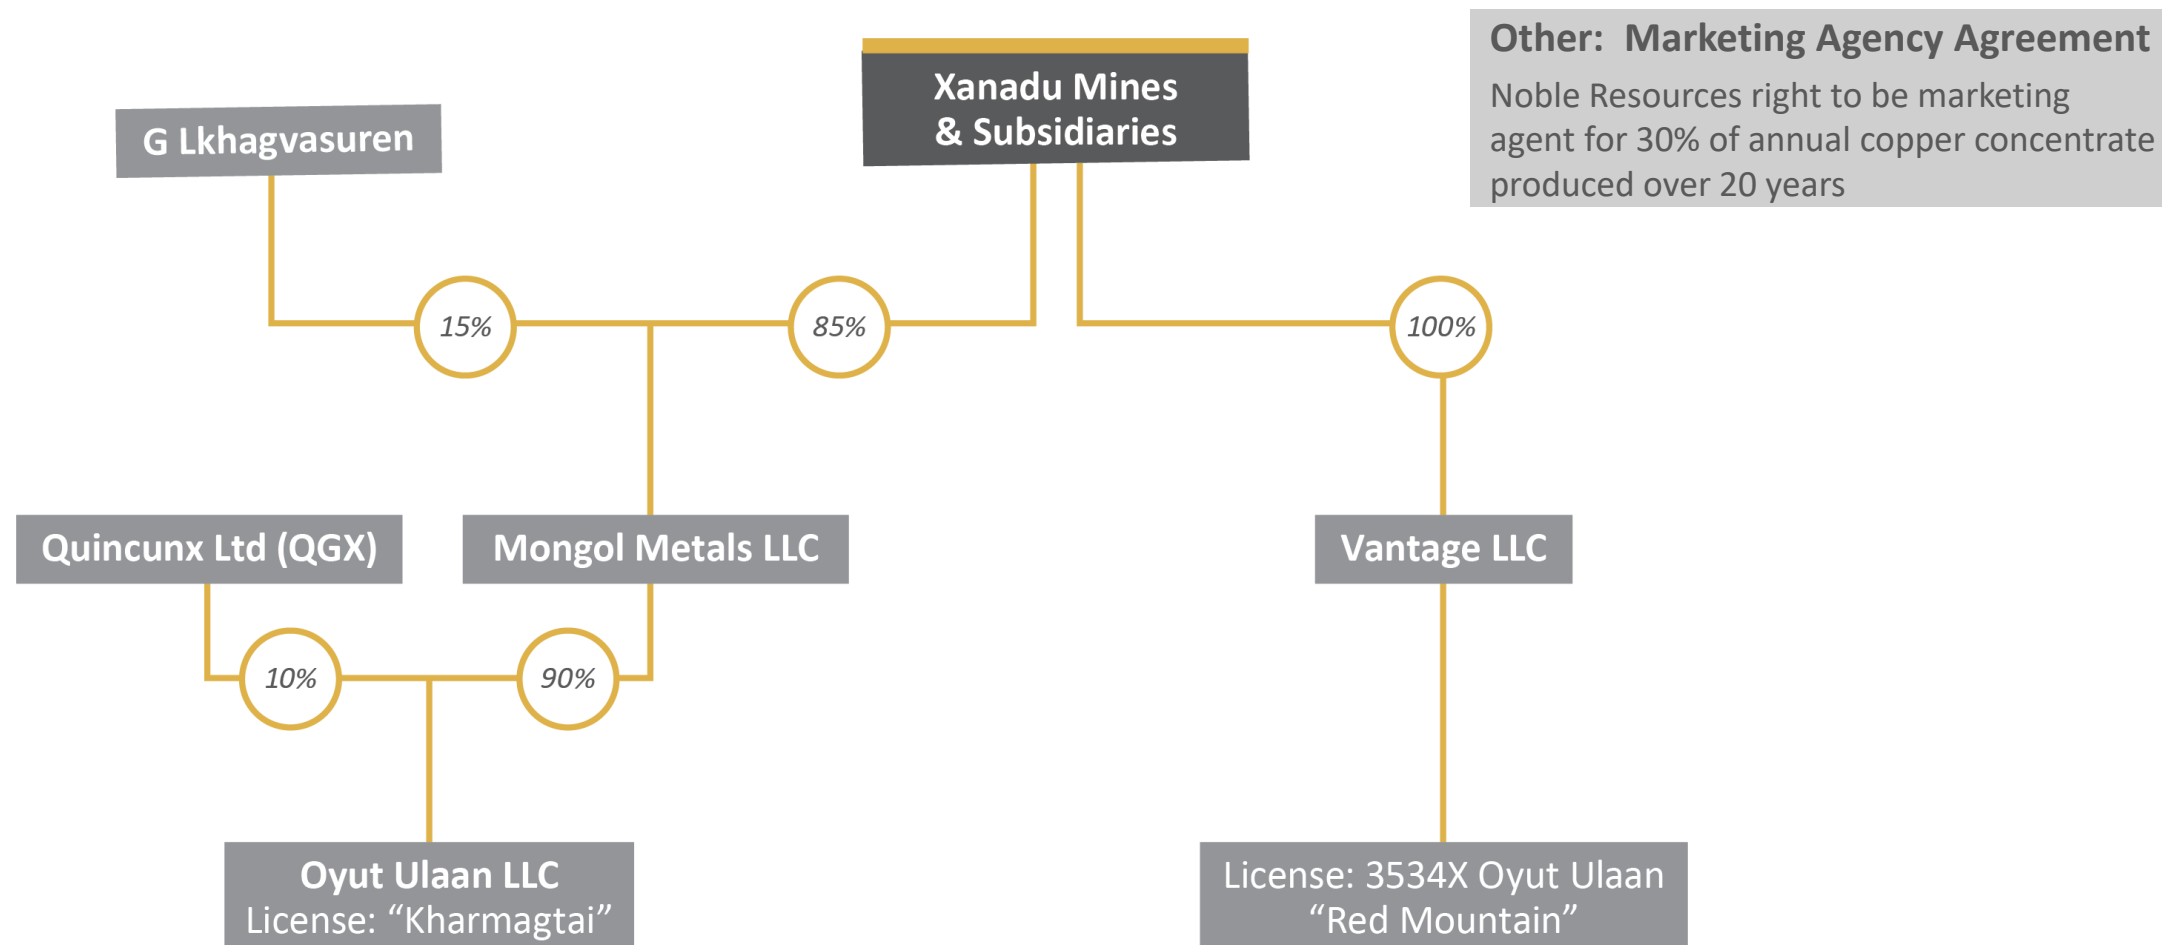 Other: Marketing Agency Agreement
Noble Resources right to be marketing
agent for 30% of annual copper concentrate
produced over 20 years
Xanadu Mines
& Subsidiaries
G Lkhagvasuren
15%
85%
100%
Quincunx Ltd (QGX)
Mongol Metals LLC
Vantage LLC
10%
90%
Oyut Ulaan LLC
License: “Kharmagtai”
License: 3534X Oyut Ulaan
“Red Mountain”